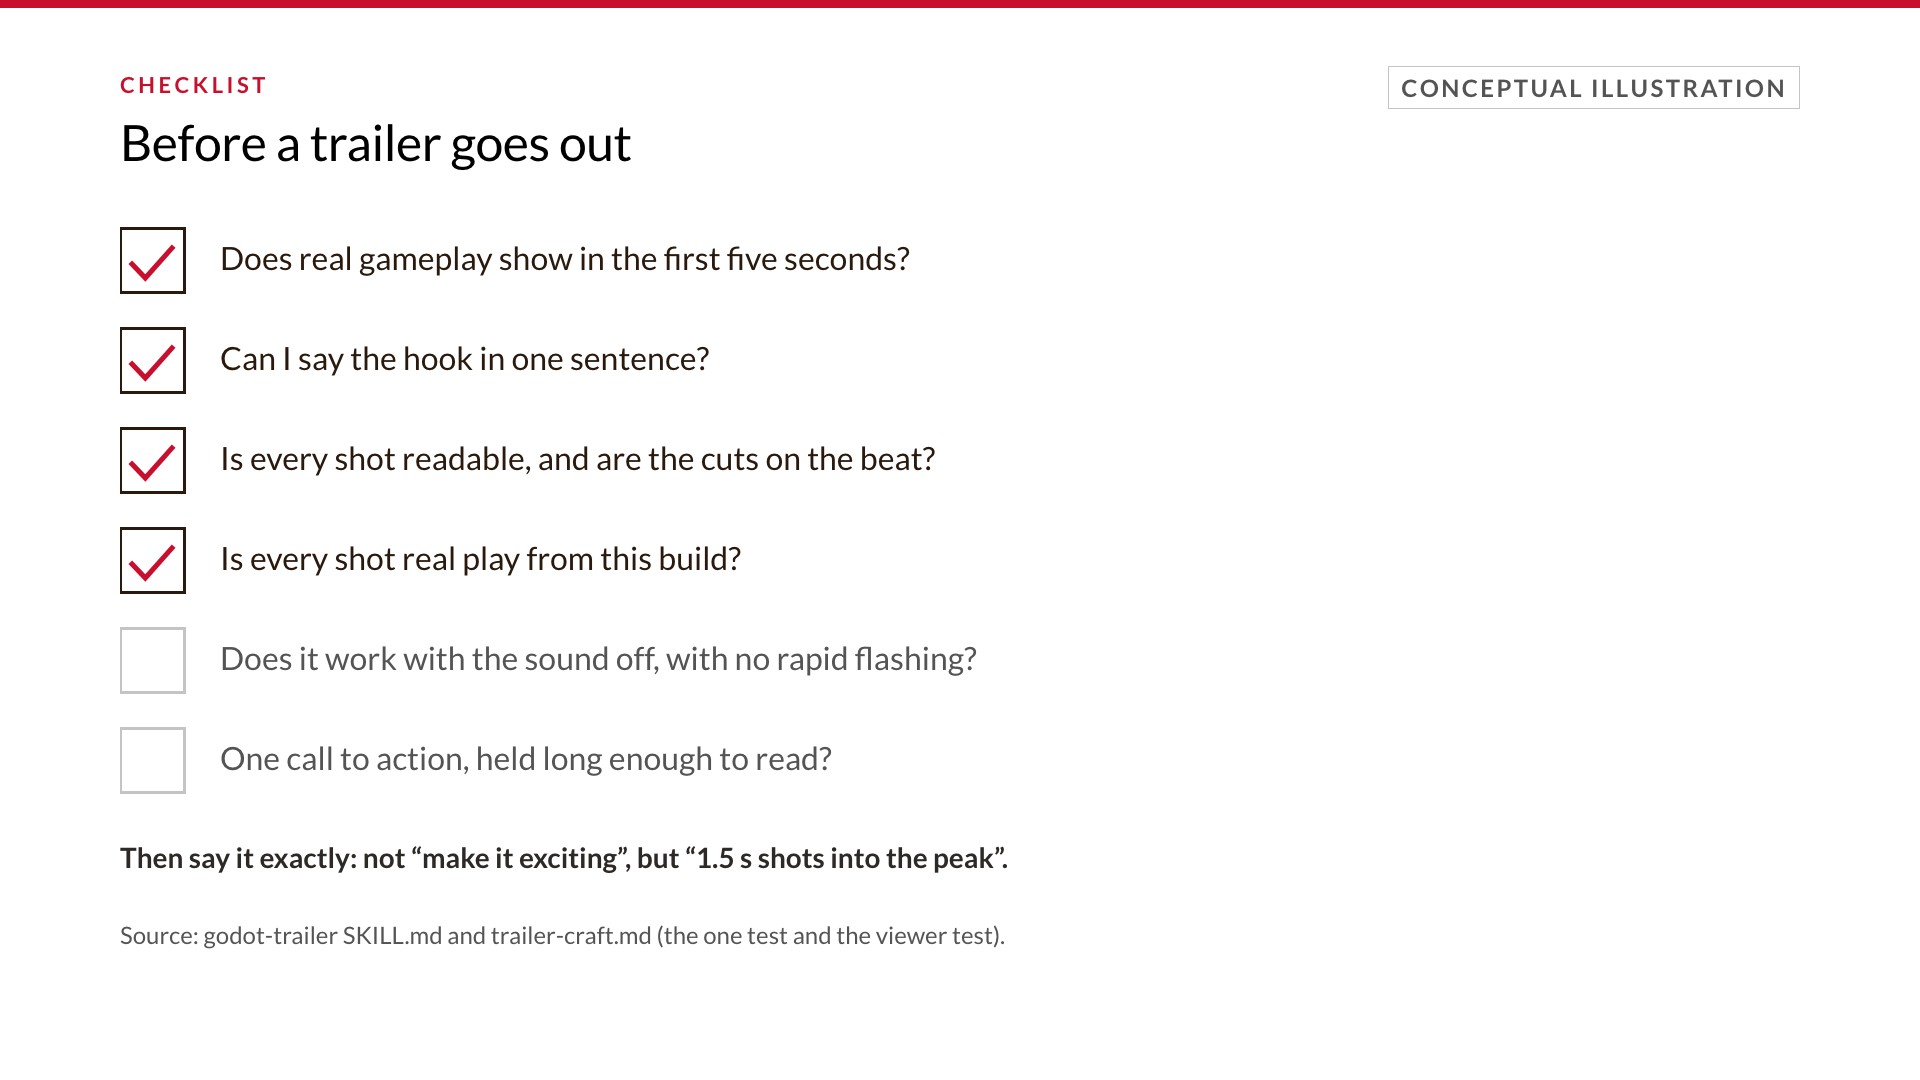 CHECKLIST
CONCEPTUAL ILLUSTRATION
Before a trailer goes out
Does real gameplay show in the first five seconds?
Can I say the hook in one sentence?
Is every shot readable, and are the cuts on the beat?
Is every shot real play from this build?
Does it work with the sound off, with no rapid flashing?
One call to action, held long enough to read?
Then say it exactly: not “make it exciting”, but “1.5 s shots into the peak”.
Source: godot-trailer SKILL.md and trailer-craft.md (the one test and the viewer test).